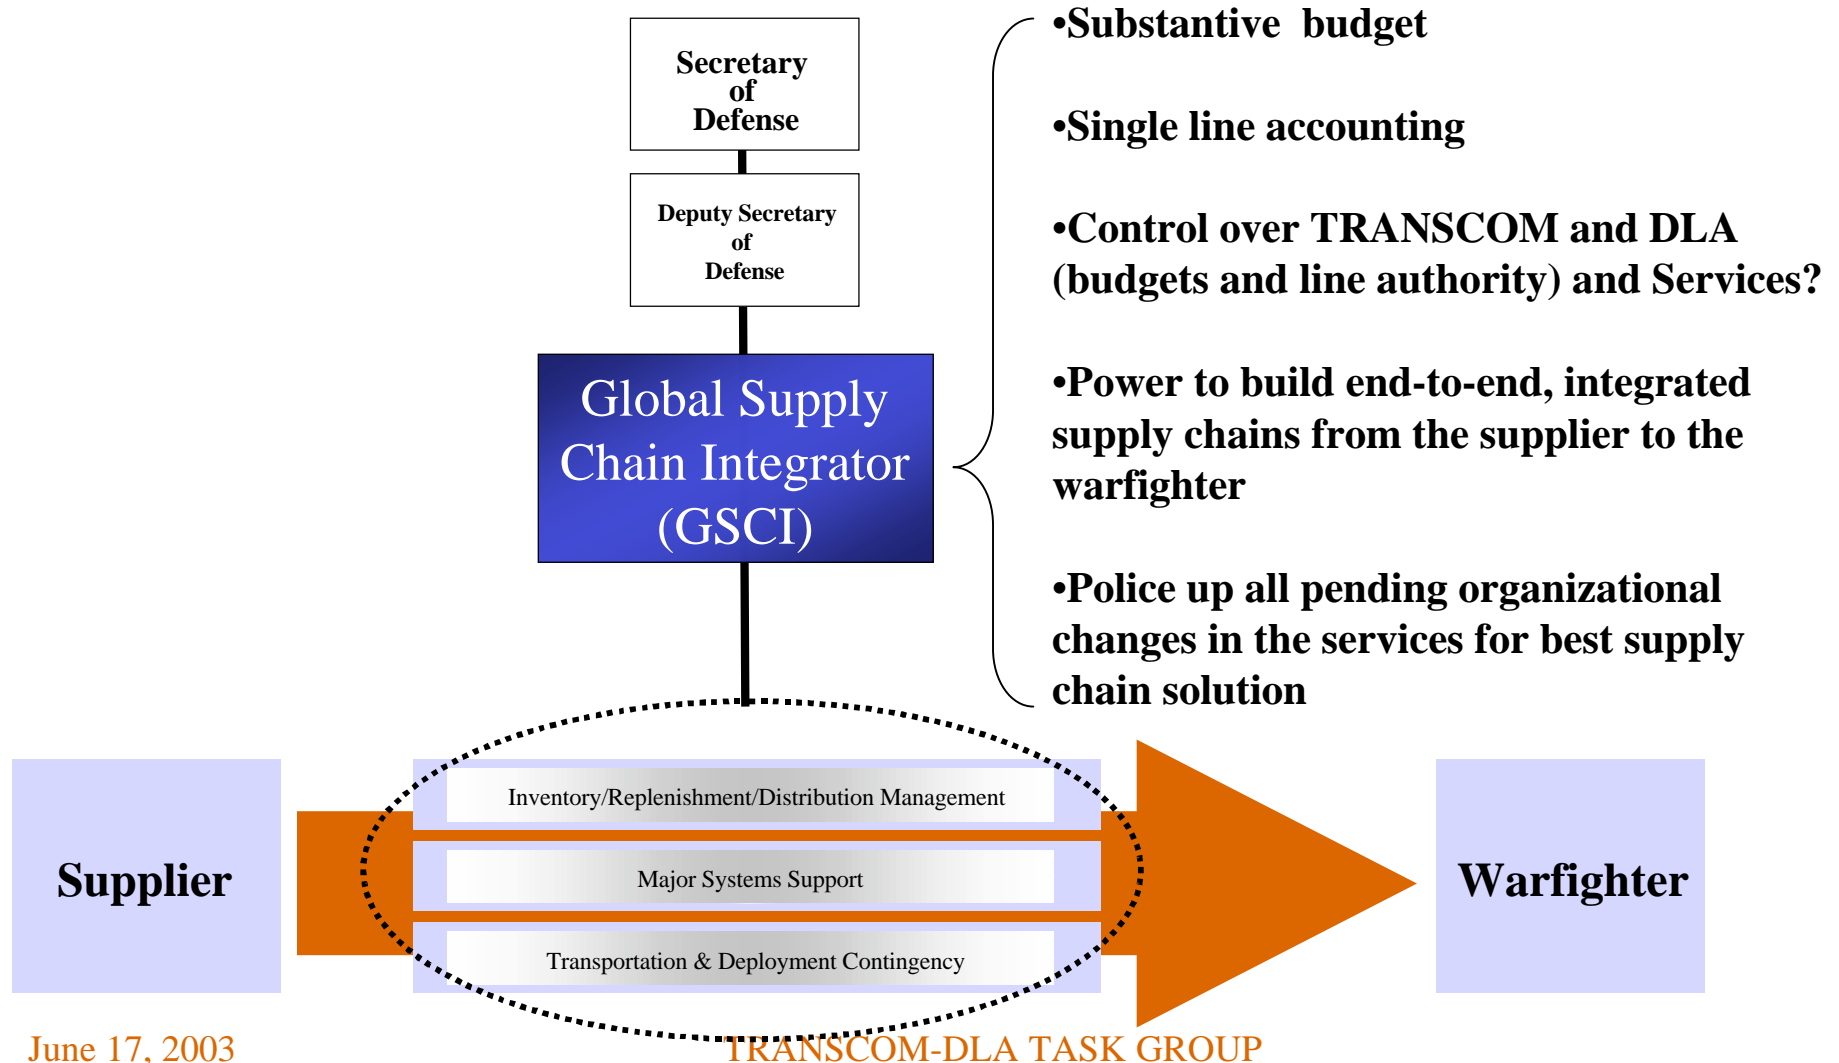 Secretary
of
Defense
Deputy Secretary
of
Defense
Global Supply
Chain Integrator
(GSCI)
•Substantive  budget
•Single line accounting
•Control over TRANSCOM and DLA
(budgets and line authority) and Services?
•Power to build end-to-end, integrated
supply chains from the supplier to the
warfighter
•Police up all pending organizational
changes in the services for best supply
chain solution
Supplier
Inventory/Replenishment/Distribution Management
Major Systems Support
Transportation & Deployment Contingency
Warfighter
June 17, 2003
TRANSCOM-DLA TASK GROUP